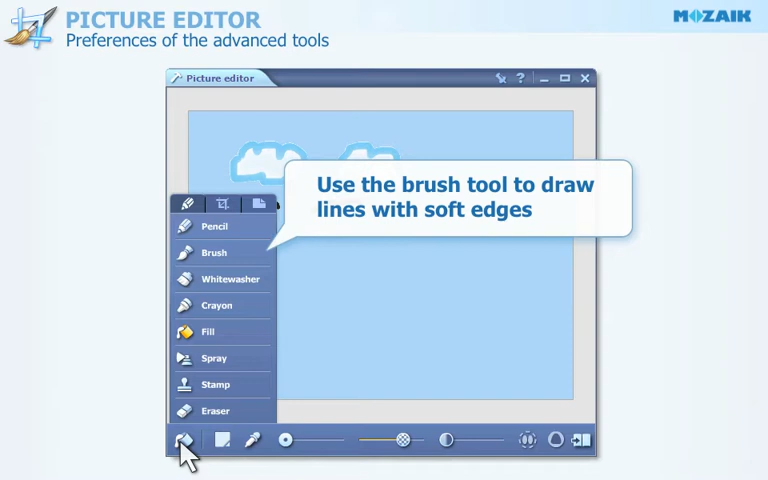 PICTURE EDITOR
Preferences of the advanced tools
MOZAIK
Picture editor
?
Use the brush tool to draw
lines with soft edges
Pencil
Brush
Whitewasher
Crayon
Fill
Spray
Stamp
Eraser